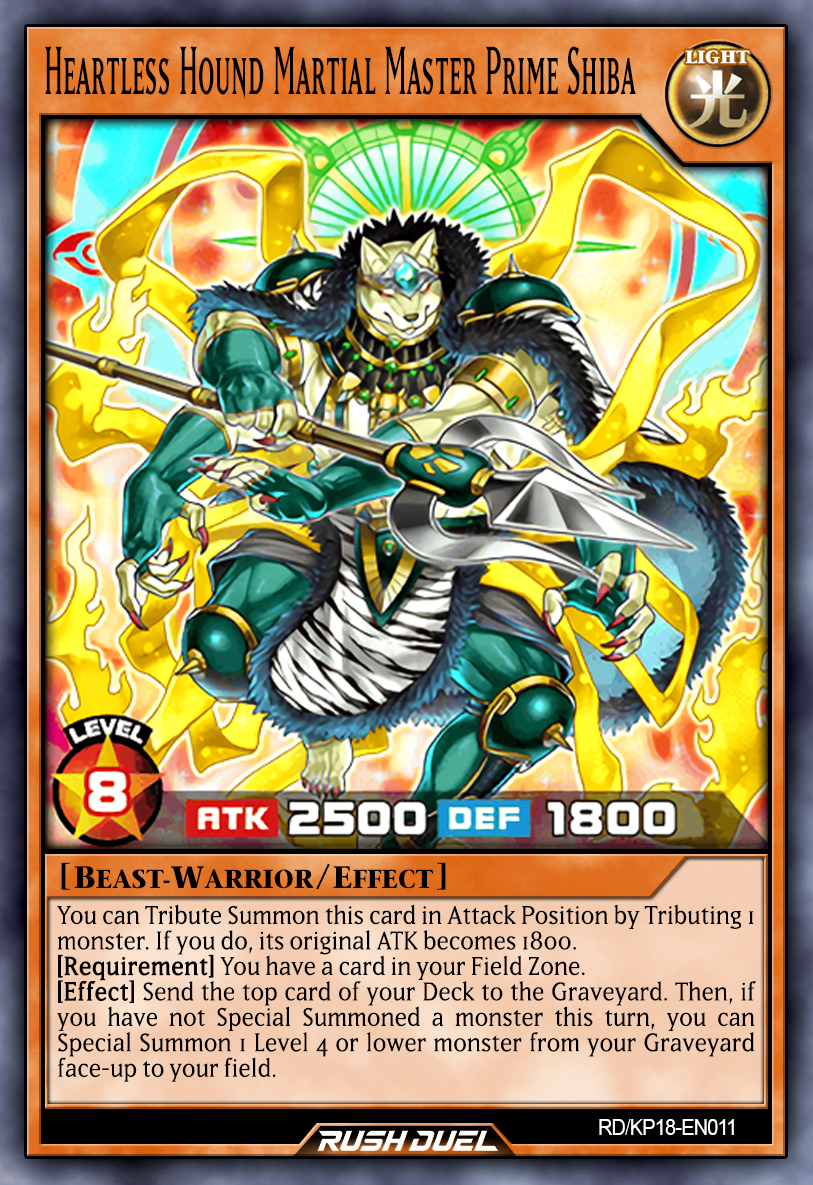 Heartless Hound Martial Master Prime Shiba
LIGHT
光
LEVEL
8
ATK 2500 DEF 1800
[Beast-Warrior/Effect]
You can Tribute Summon this card in Attack Position by Tributing 1
monster. If you do, its original ATK becomes 1800.
[Requirement] You have a card in your Field Zone.
[Effect] Send the top card of your Deck to the Graveyard. Then, if
you have not Special Summoned a monster this turn, you can
Special Summon 1 Level 4 or lower monster from your Graveyard
face-up to your field.
RD/KP18-EN011
RUSH DUEL